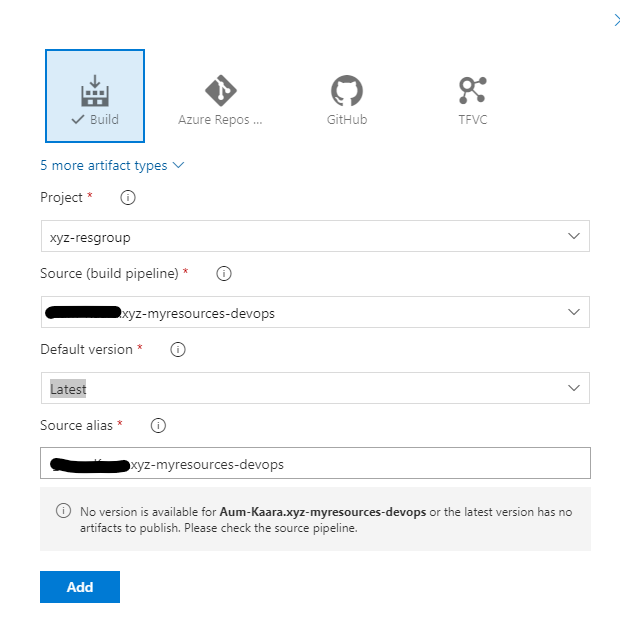 Build
Azure Repos ...
GitHub
TFVC
5 more artifact types
Project *
xyz-resgroup
Source (build pipeline) *
.xyz-myresources-devops
Default version *
Latest
Source alias *
xyz-myresources-devops
No version is available for Aum-Kaara.xyz-myresources-devops or the latest version has no
artifacts to publish. Please check the source pipeline.
Add